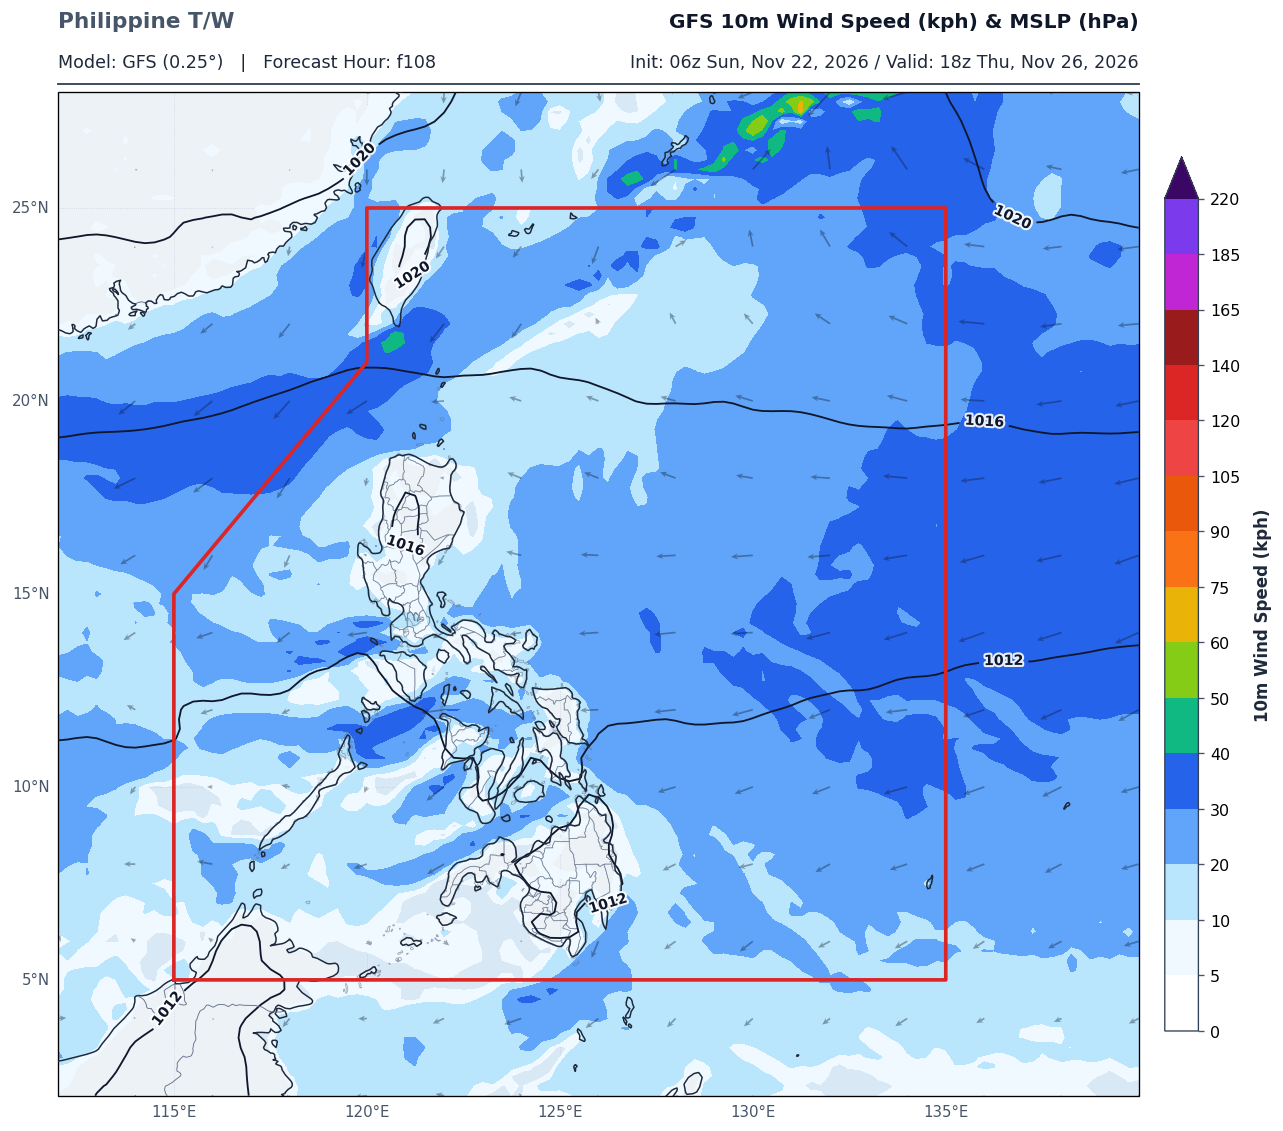 Philippine T/W
GFS 10m Wind Speed (kph) & MSLP (hPa)
Model: GFS (0.25°) | Forecast Hour: f108
Init: 06z Sun, Nov 22, 2026 / Valid: 18z Thu, Nov 26, 2026
1020
1020
1020
1016
1016
1012
1012
1012
25°N
20°N
15°N
10°N
5°N
115°E
120°E
125°E
130°E
135°E
220
185
165
140
120
105
90
75
60
50
40
30
20
10
5
0
10m Wind Speed (kph)